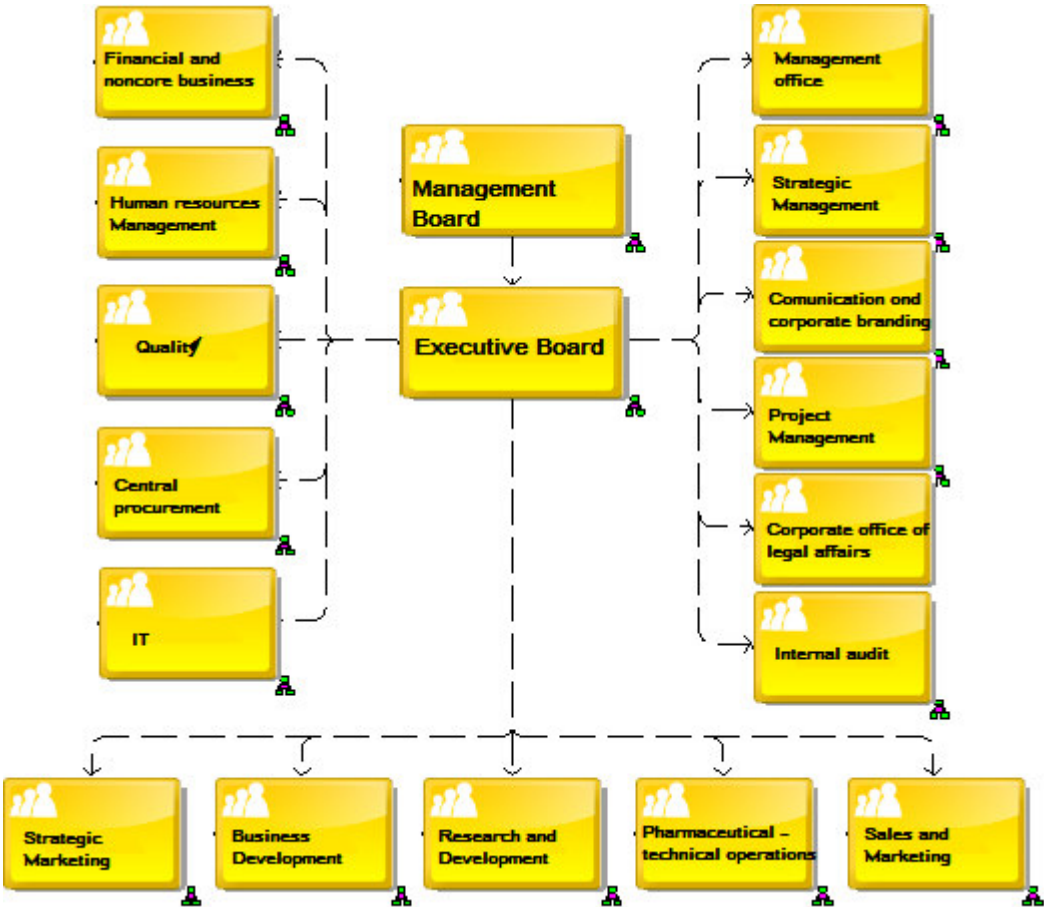 Financial and
noncore business
Human resources
Management
Quality
Central
procurement
IT
Management
Board
Executive Board
Management
office
Strategic
Management
Comunication ond
corporate branding
Project
Management
Corporate office of
legal affairs
Internal audit
Strategic
Marketing
Business
Development
Research and
Development
Pharmaceutical -
technical operations
Sales and
Marketing